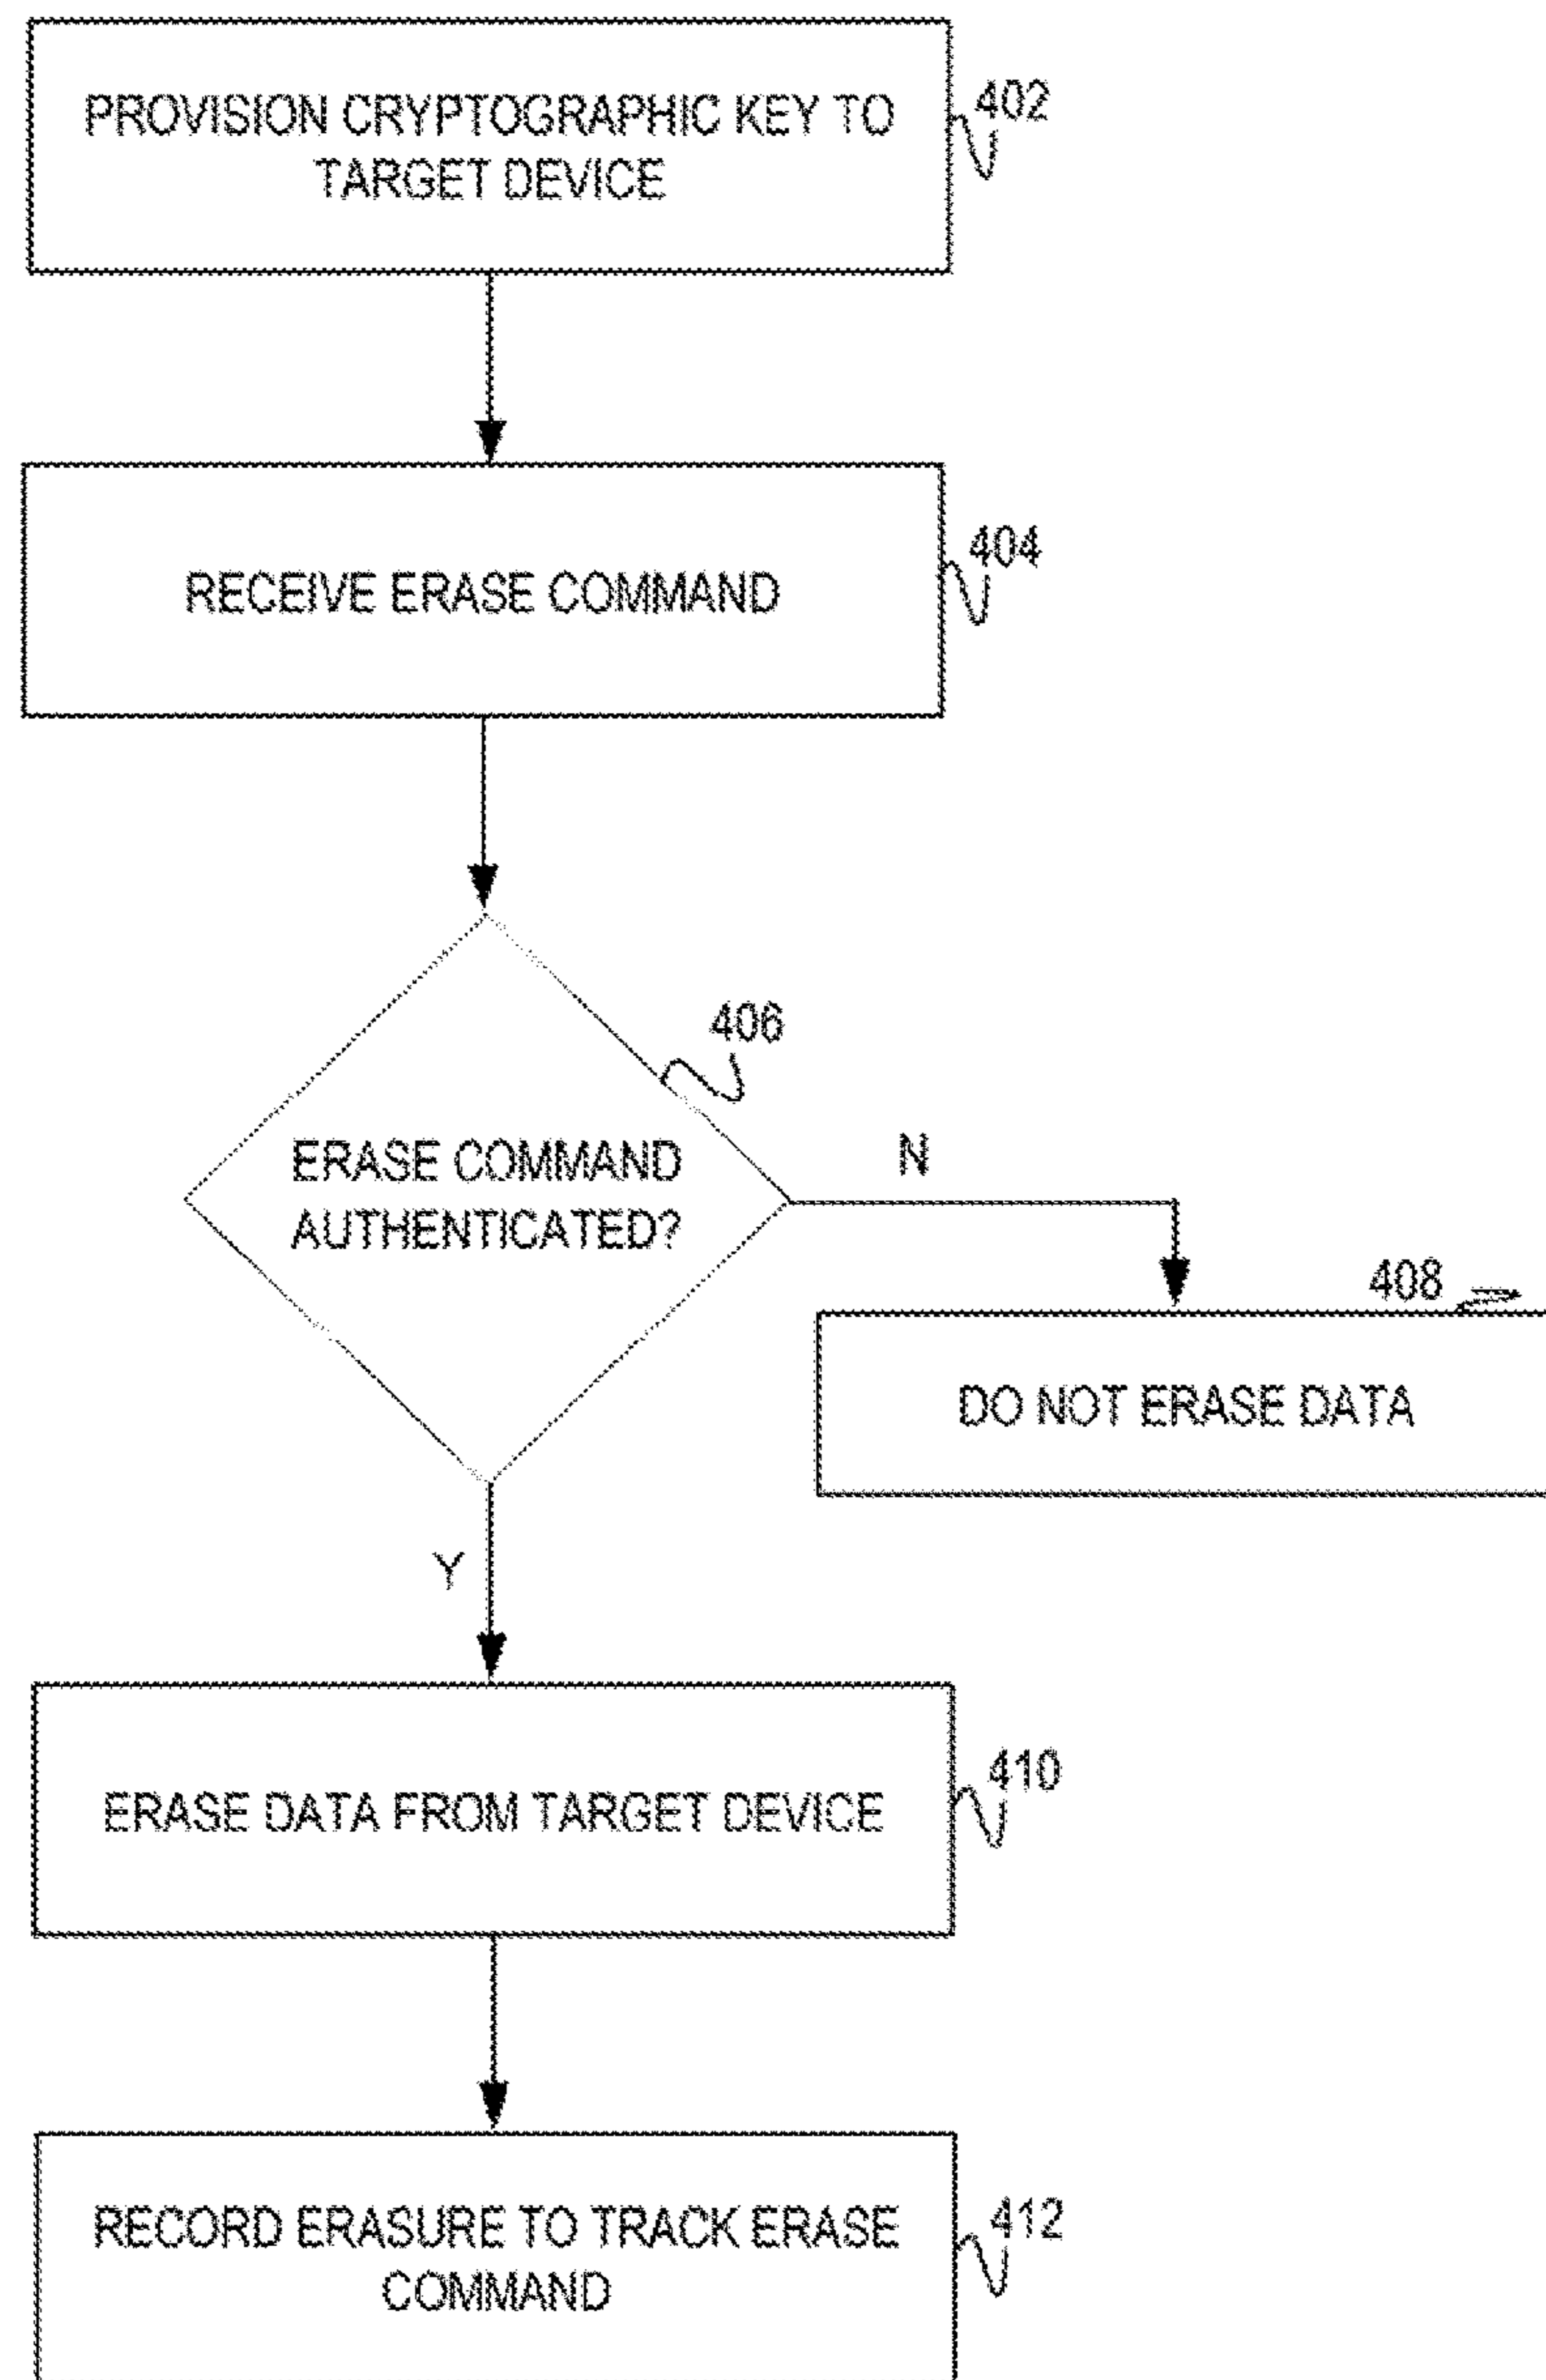 PROVISION CRYPTOGRAPHIC KEY TO
TARGET DEVICE
402
RECEIVE ERASE COMMAND
404
406
ERASE COMMAND
AUTHENTICATED?
N
408
DO NOT ERASE DATA
Y
ERASE DATA FROM TARGET DEVICE
410
RECORD ERASURE TO TRACK ERASE
COMMAND
412